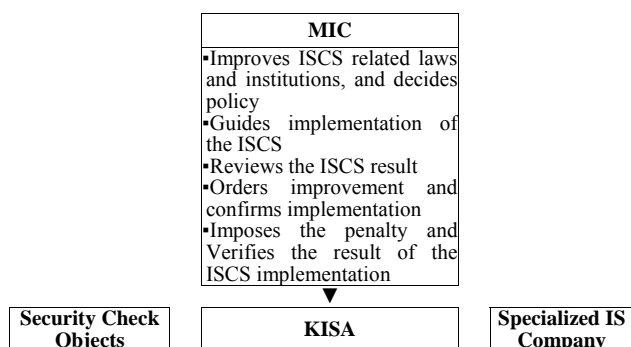 MIC
▪Improves ISCS related laws
and institutions, and decides
policy
▪Guides implementation of
the ISCS
▪Reviews the ISCS result
▪Orders improvement and
confirms implementation
▪Imposes the penalty and
Verifies the result of the
ISCS implementation
Security Check
Objects
KISA
Specialized IS
Company